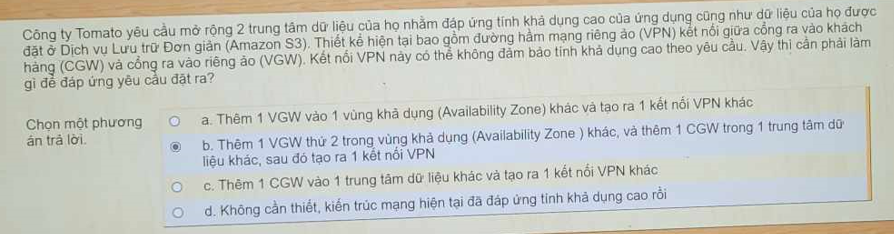 Công ty Tomato yêu cầu mở rộng 2 trung tâm dữ liệu của họ nhằm đáp ứng tính khả dụng cao của ứng dụng cũng như dữ liệu của họ được
đặt ở Dịch vụ Lưu trữ Đơn giản (Amazon S3). Thiết kế hiện tại bao gồm đường hầm mạng riêng ảo (VPN) kết nối giữa cổng ra vào khách
hàng (CGW) và cổng ra vào riêng ảo (VGW). Kết nối VPN này có thể không đảm bảo tính khả dụng cao theo yêu cầu. Vậy thì cần phải làm
gì để đáp ứng yêu cầu đặt ra?
Chọn một phương
án trả lời.
a. Thêm 1 VGW vào 1 vùng khả dụng (Availability Zone) khác và tạo ra 1 kết nối VPN khác
b. Thêm 1 VGW thứ 2 trong vùng khả dụng (Availability Zone ) khác, và thêm 1 CGW trong 1 trung tâm dữ
liệu khác, sau đó tạo ra 1 kết nối VPN
c. Thêm 1 CGW vào 1 trung tâm dữ liệu khác và tạo ra 1 kết nối VPN khác
d. Không cần thiết, kiến trúc mạng hiện tại đã đáp ứng tính khả dụng cao rồi